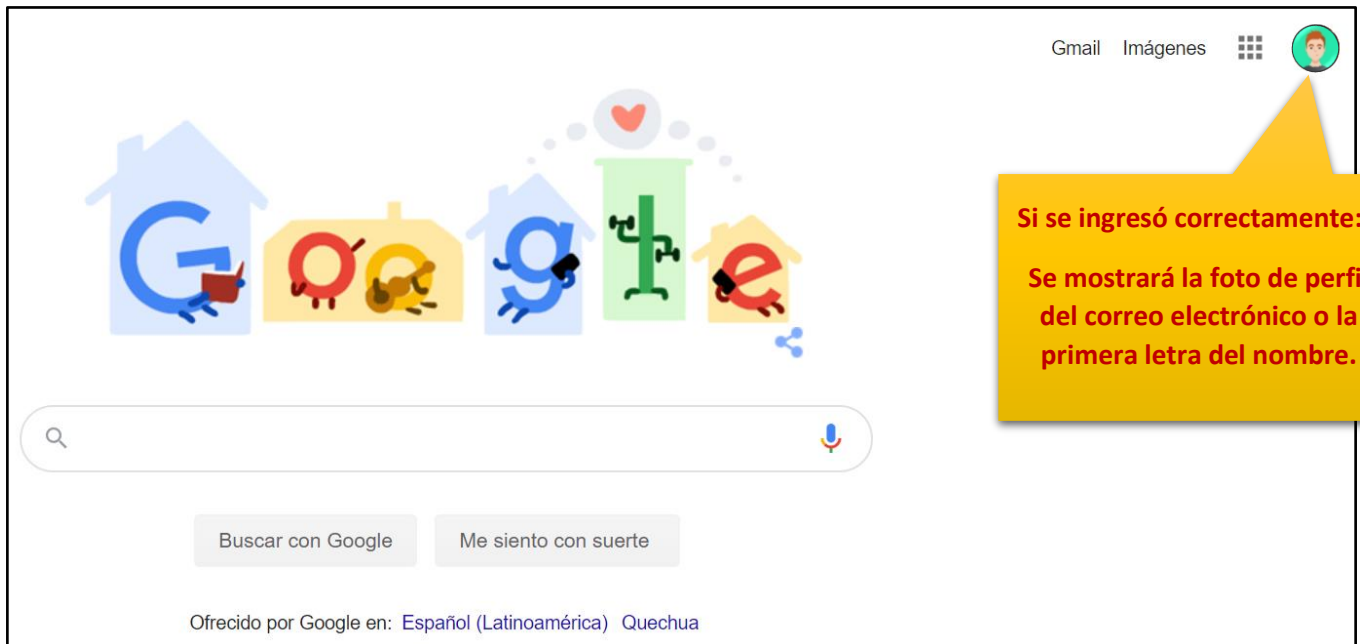 Gmail Imágenes
Google
Si se ingresó correctamente:
Se mostrará la foto de perfi
del correo electrónico o la
primera letra del nombre.
Buscar con Google Me siento con suerte
Ofrecido por Google en: Español (Latinoamérica) Quechua